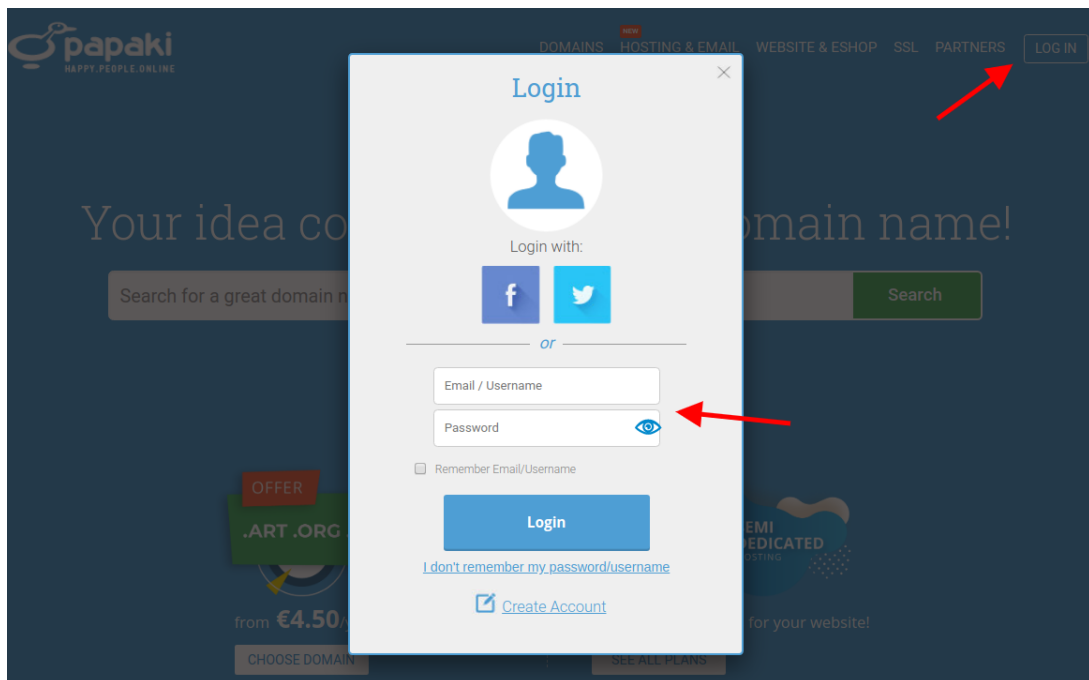 papaki
HAPPY.PEOPLE.ONLINE
NEW
DOMAINS HOSTING & EMAIL WEBSITE & ESHOP SSL PARTNERS LOG IN
Login
Your idea co
omain name!
Login with:
Search for a great domain n
Search
or
Email / Username
Password
Remember Email/Username
Login
I don't remember my password/username
Create Account
OFFER
.ART .ORG
from €4.50/
CHOOSE DOMAIN
EMI
DEDICATED
HOSTING
for your website!
SEE ALL PLANS